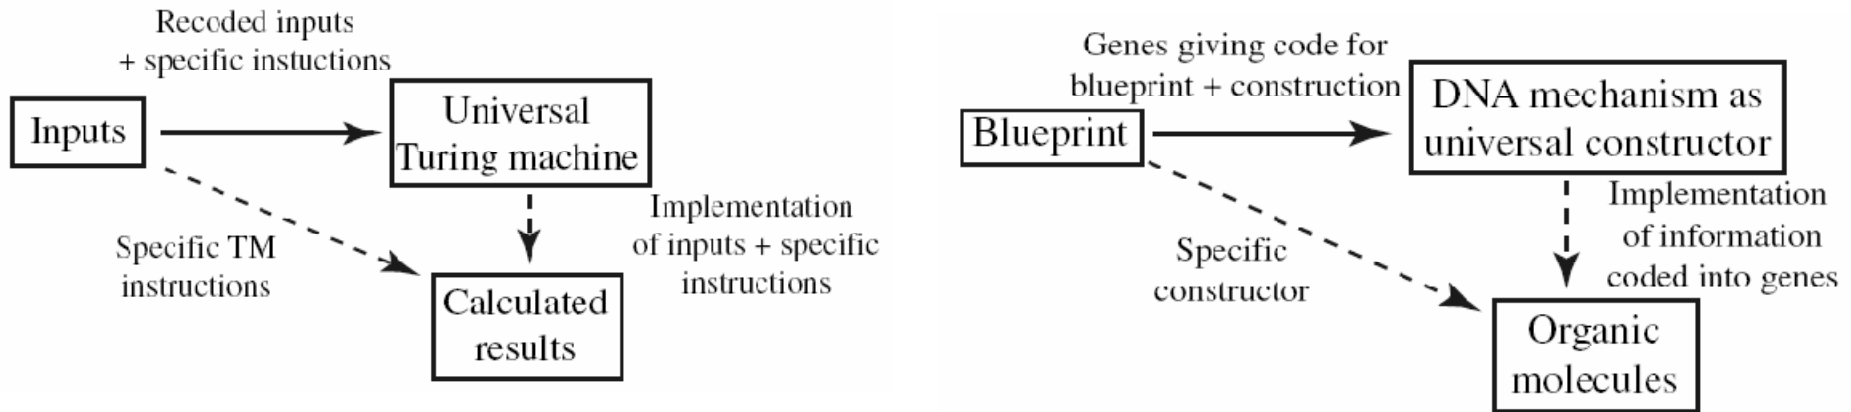 Recoded inputs
+ specific instuctions
Inputs
Universal
Turing machine
Specific TM
instructions
Implementation
of inputs + specific
instructions
Calculated
results
Genes giving code for
blueprint + construction
Blueprint
DNA mechanism as
universal constructor
Specific
constructor
Implementation
of information
coded into genes
Organic
molecules